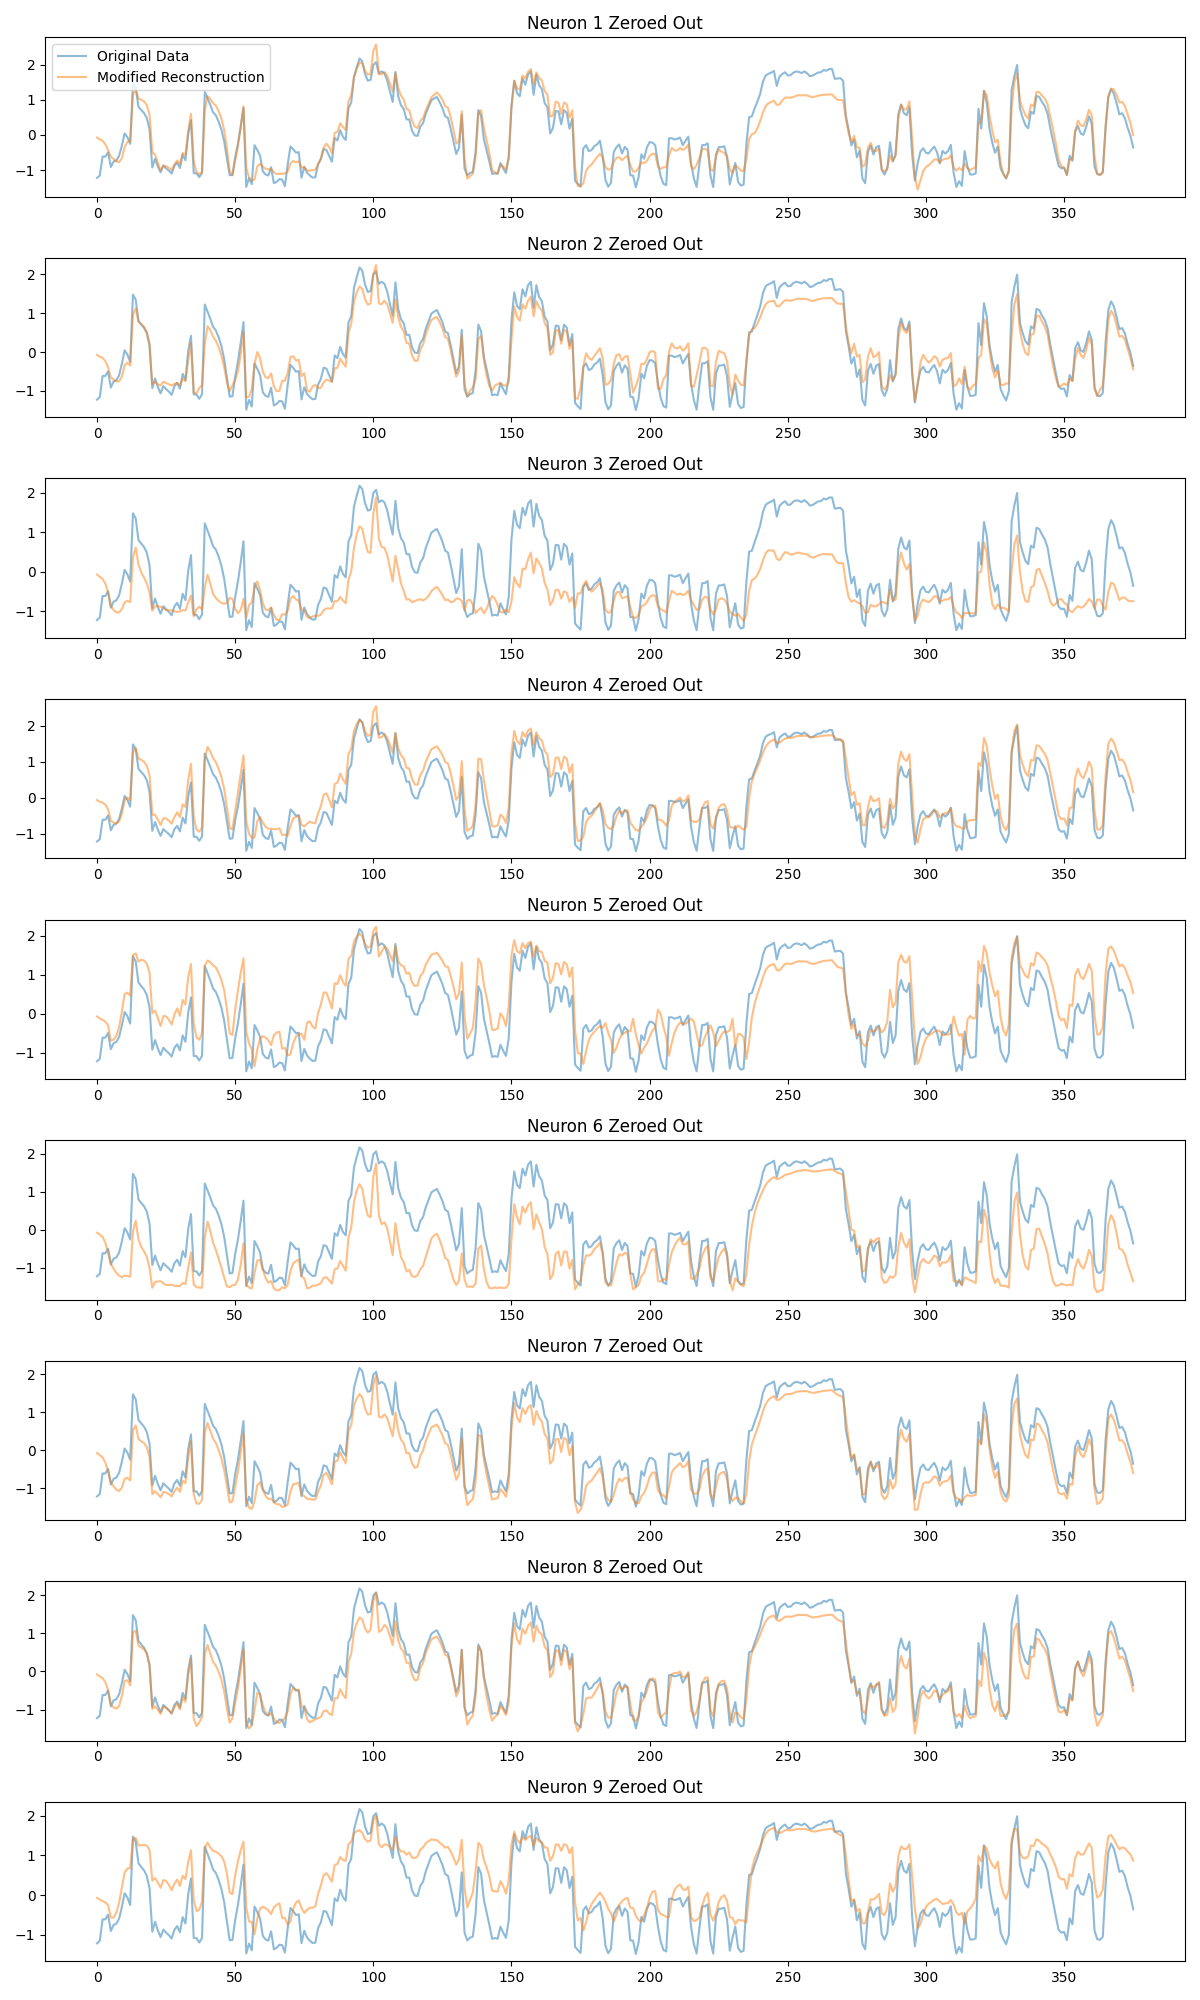 Neuron 1 Zeroed Out
Original Data
Modified Reconstruction
2
1
0
−1
0 50 100 150 200 250 300 350
Neuron 2 Zeroed Out
2
1
0
−1
0 50 100 150 200 250 300 350
Neuron 3 Zeroed Out
2
1
0
−1
0 50 100 150 200 250 300 350
Neuron 4 Zeroed Out
2
1
0
−1
0 50 100 150 200 250 300 350
Neuron 5 Zeroed Out
2
1
0
−1
0 50 100 150 200 250 300 350
Neuron 6 Zeroed Out
2
1
0
−1
0 50 100 150 200 250 300 350
Neuron 7 Zeroed Out
2
1
0
−1
0 50 100 150 200 250 300 350
Neuron 8 Zeroed Out
2
1
0
−1
0 50 100 150 200 250 300 350
Neuron 9 Zeroed Out
2
1
0
−1
0 50 100 150 200 250 300 350